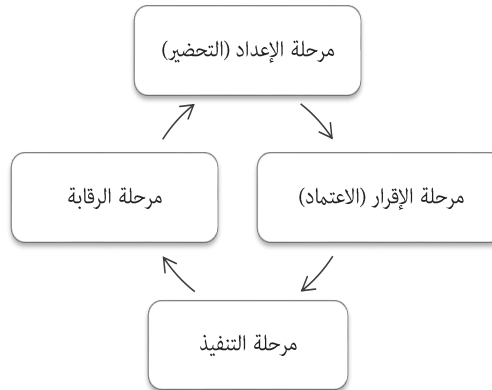 مرحلة الإعداد (التحضير)
مرحلة الإقرار (الاعتماد)
مرحلة الرقابة
مرحلة التنفيذ